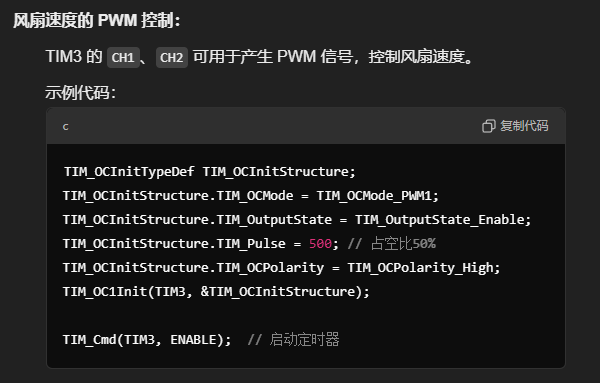 风扇速度的 PWM 控制：
TIM3 的 CH1、CH2 可用于产生 PWM 信号，控制风扇速度。
示例代码：
c 复制代码
TIM_OCInitTypeDef TIM_OCInitStructure;
TIM_OCInitStructure.TIM_OCMode = TIM_OCMode_PWM1;
TIM_OCInitStructure.TIM_OutputState = TIM_OutputState_Enable;
TIM_OCInitStructure.TIM_Pulse = 500; // 占空比50%
TIM_OCInitStructure.TIM_OCPolarity = TIM_OCPolarity_High;
TIM_OC1Init(TIM3, &TIM_OCInitStructure);
TIM_Cmd(TIM3, ENABLE);  // 启动定时器